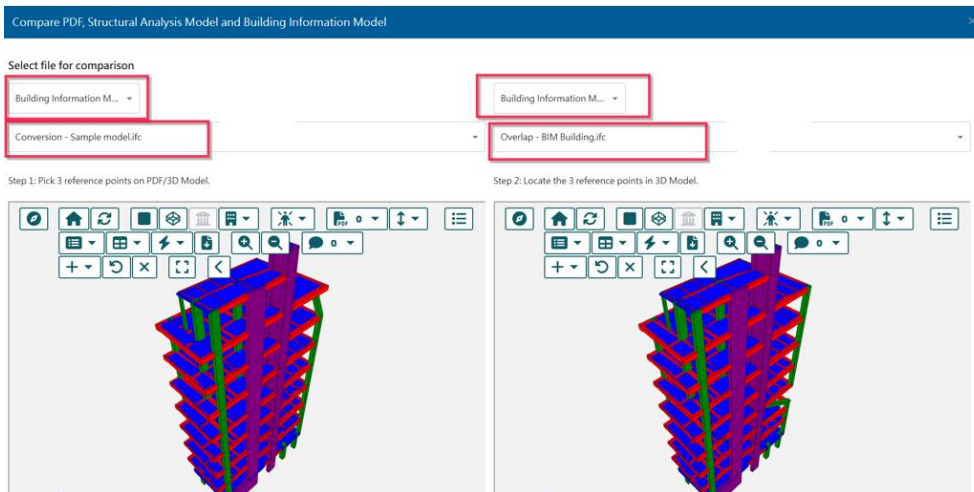 Compare PDF, Structural Analysis Model and Building Information Model
Select file for comparison
Building Information M...
Building Information M...
Conversion - Sample model.ifc
Overlap - BIM Building.ifc
Step 1: Pick 3 reference points on PDF/3D Model.
Step 2: Locate the 3 reference points in 3D Model.
PDF 0
0
PDF 0
0